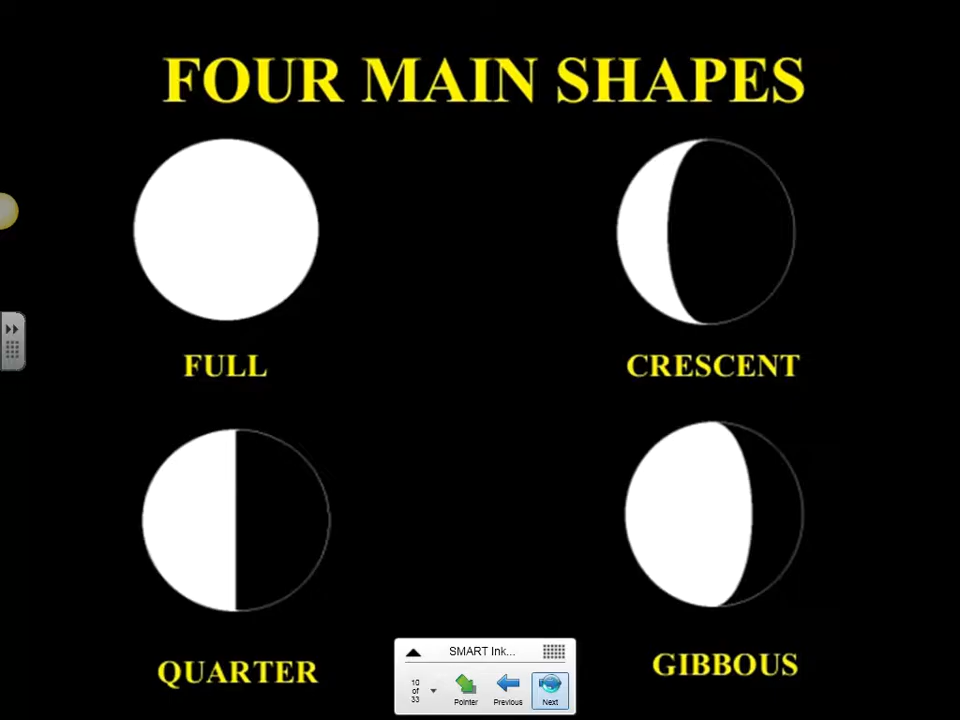 FOUR MAIN SHAPES
FULL
CRESCENT
QUARTER
GIBBOUS
SMART Ink...
10
of
33
Pointer
Previous
Next